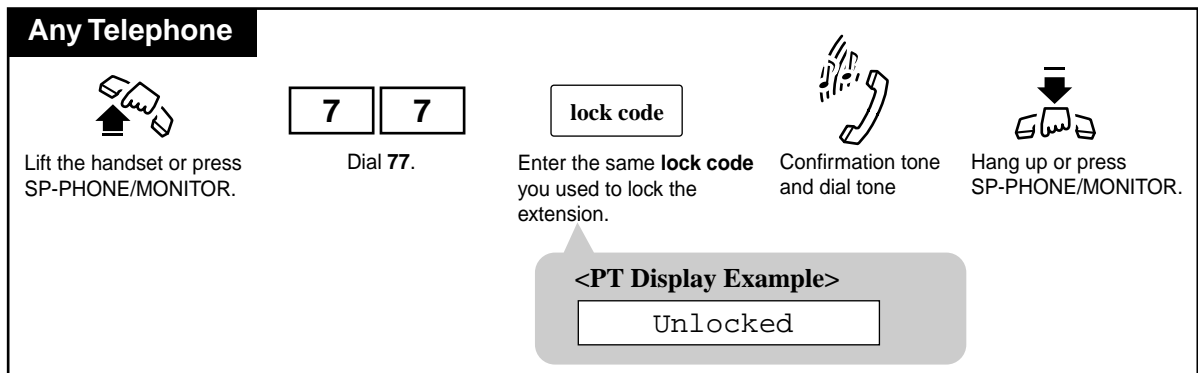 Any Telephone
7 7
lock code
Lift the handset or press
SP-PHONE/MONITOR.
Dial 77.
Enter the same lock code
you used to lock the
extension.
Confirmation tone
and dial tone
Hang up or press
SP-PHONE/MONITOR.
<PT Display Example>
Unlocked